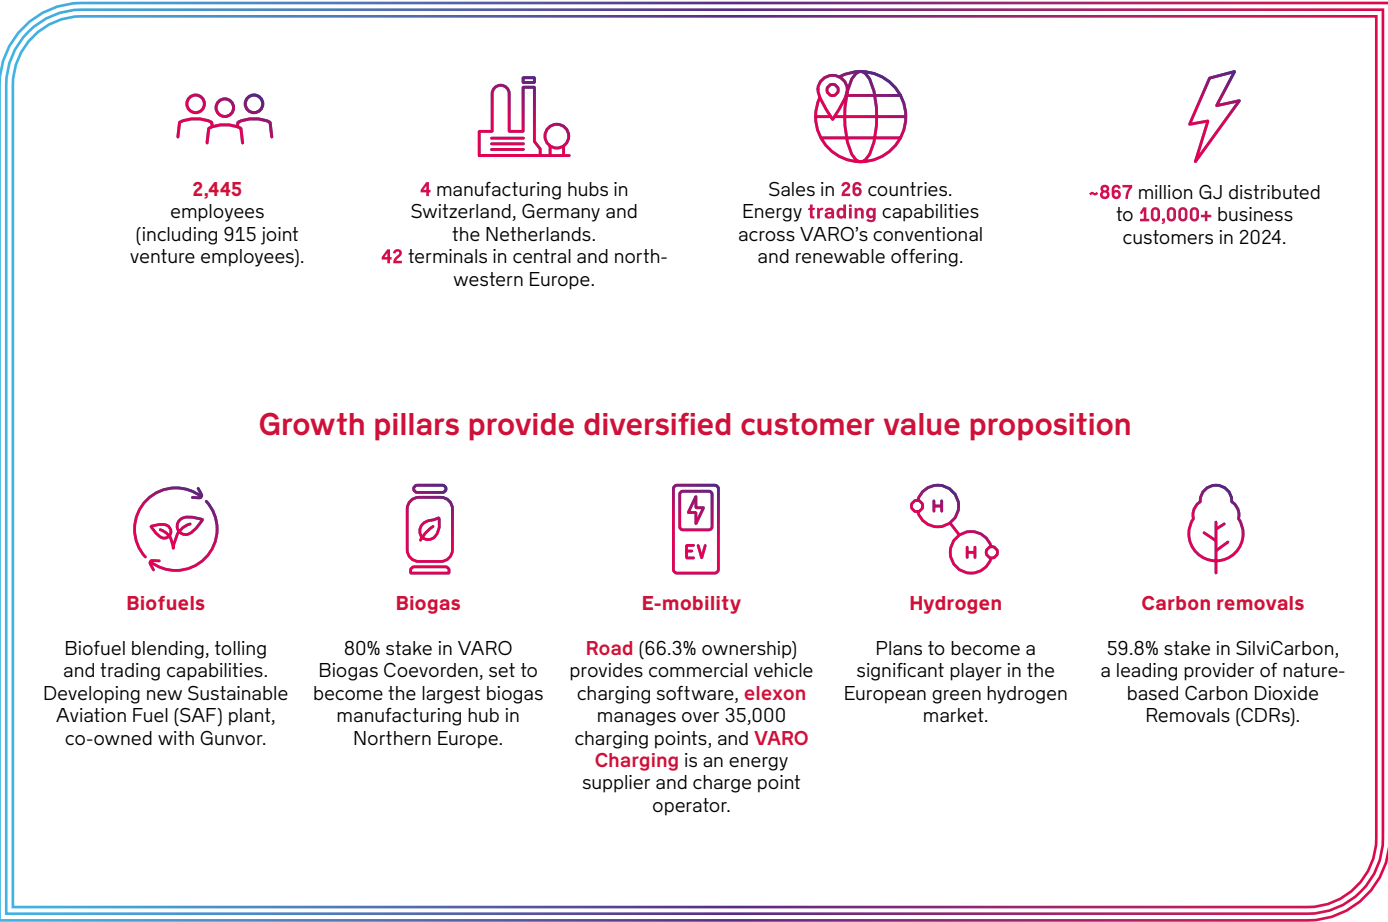 2,445
employees
(including 915 joint
venture employees).
4 manufacturing hubs in
Switzerland, Germany and
the Netherlands.
42 terminals in central and north-
western Europe.
Sales in 26 countries.
Energy trading capabilities
across VARO's conventional
and renewable offering.
~867 million GJ distributed
to 10,000+ business
customers in 2024.
Growth pillars provide diversified customer value proposition
Biofuels
Biofuel blending, tolling
and trading capabilities.
Developing new Sustainable
Aviation Fuel (SAF) plant,
co-owned with Gunvor.
Biogas
80% stake in VARO
Biogas Coevorden, set to
become the largest biogas
manufacturing hub in
Northern Europe.
EV
E-mobility
Road (66.3% ownership)
provides commercial vehicle
charging software, elexon
manages over 35,000
charging points, and VARO
Charging is an energy
supplier and charge point
operator.
H
H
Hydrogen
Plans to become a
significant player in the
European green hydrogen
market.
Carbon removals
59.8% stake in SilviCarbon,
a leading provider of nature-
based Carbon Dioxide
Removals (CDRs).